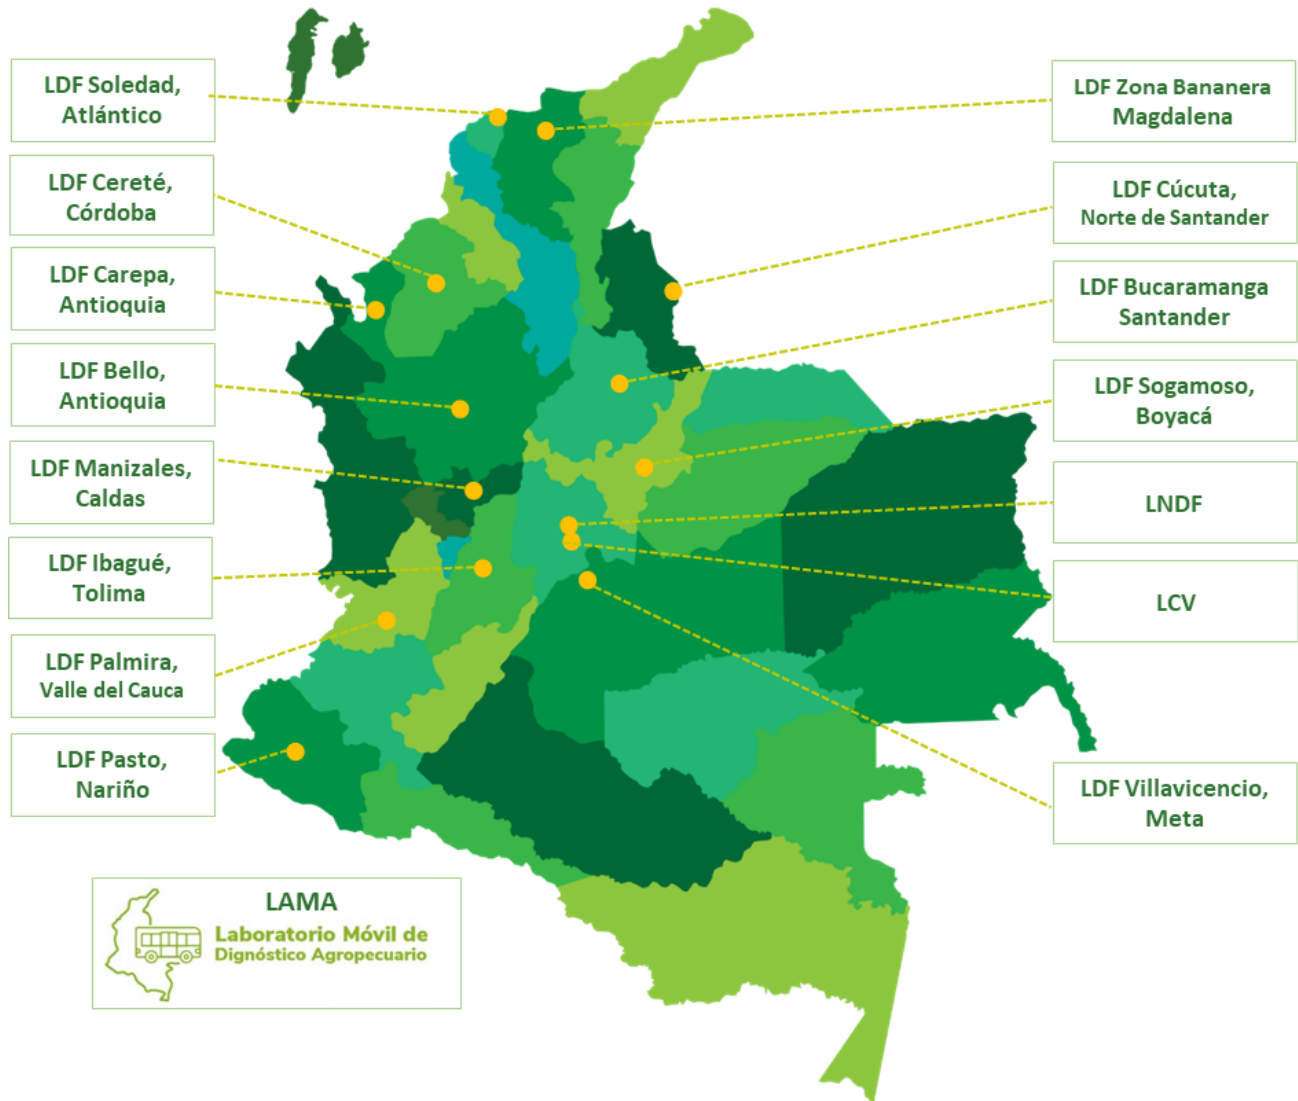 LDF Soledad,
Atlántico
LDF Cereté,
Córdoba
LDF Carepa,
Antioquia
LDF Bello,
Antioquia
LDF Manizales,
Caldas
LDF Ibagué,
Tolima
LDF Palmira,
Valle del Cauca
LDF Pasto,
Nariño
LDF Zona Bananera
Magdalena
LDF Cúcuta,
Norte de Santander
LDF Bucaramanga
Santander
LDF Sogamoso,
Boyacá
LNDF
LCV
LDF Villavicencio,
Meta
LAMA
Laboratorio Móvil de
Dignóstico Agropecuario